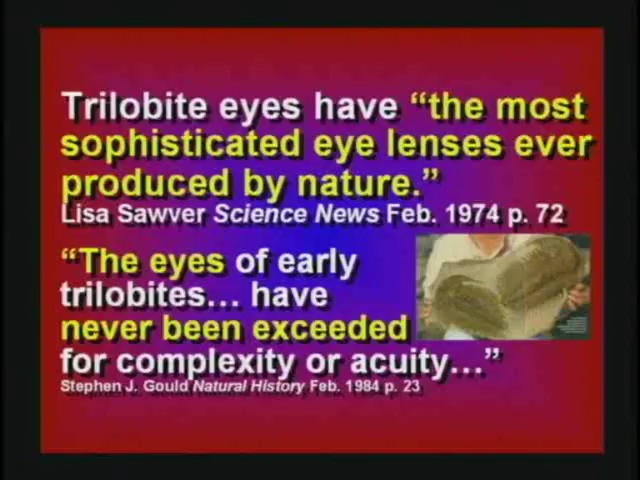 Trilobite eyes have “the most
sophisticated eye lenses ever
produced by nature.”
Lisa Sawver Science News Feb. 1974 p. 72
“The eyes of early
trilobites... have
never been exceeded
for complexity or acuity...”
Stephen J. Gould Natural History Feb. 1984 p. 23